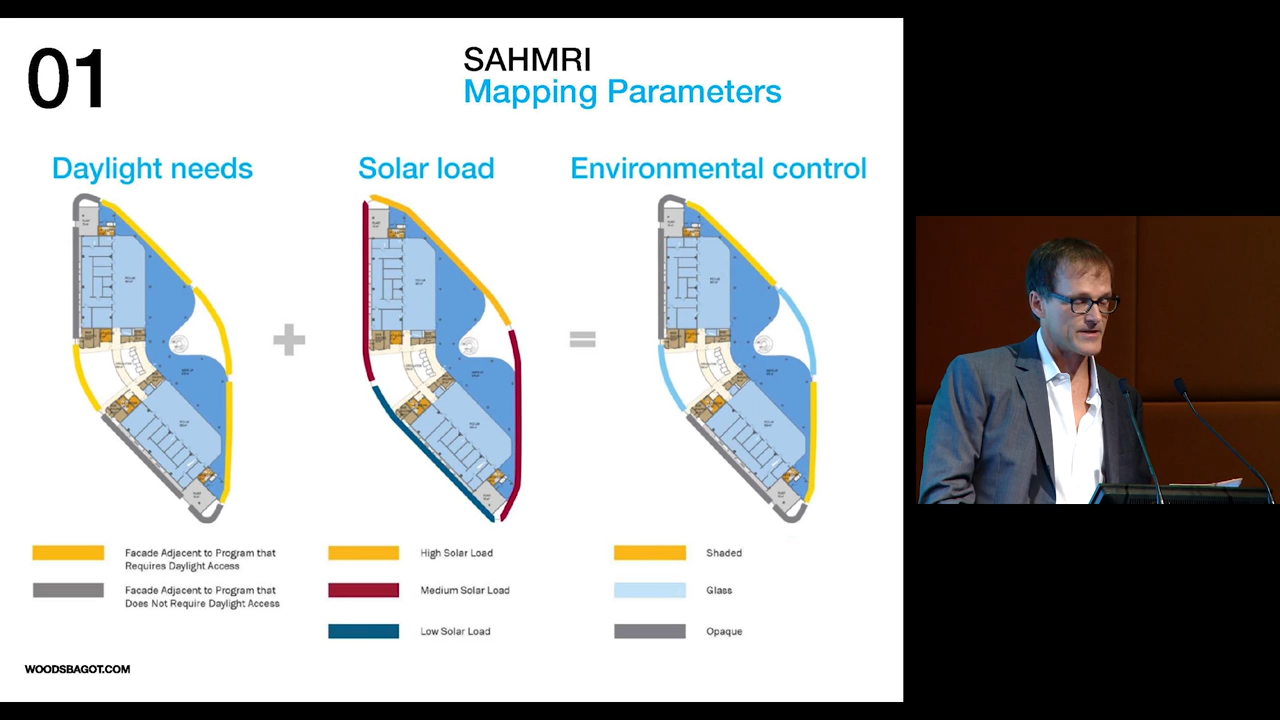 01
SAHMRI
Mapping Parameters
Daylight needs
Solar load
Environmental control
+
=
Facade Adjacent to Program that
Requires Daylight Access
Facade Adjacent to Program that
Does Not Require Daylight Access
High Solar Load
Medium Solar Load
Low Solar Load
Shaded
Glass
Opaque
WOODSBAGOT.COM